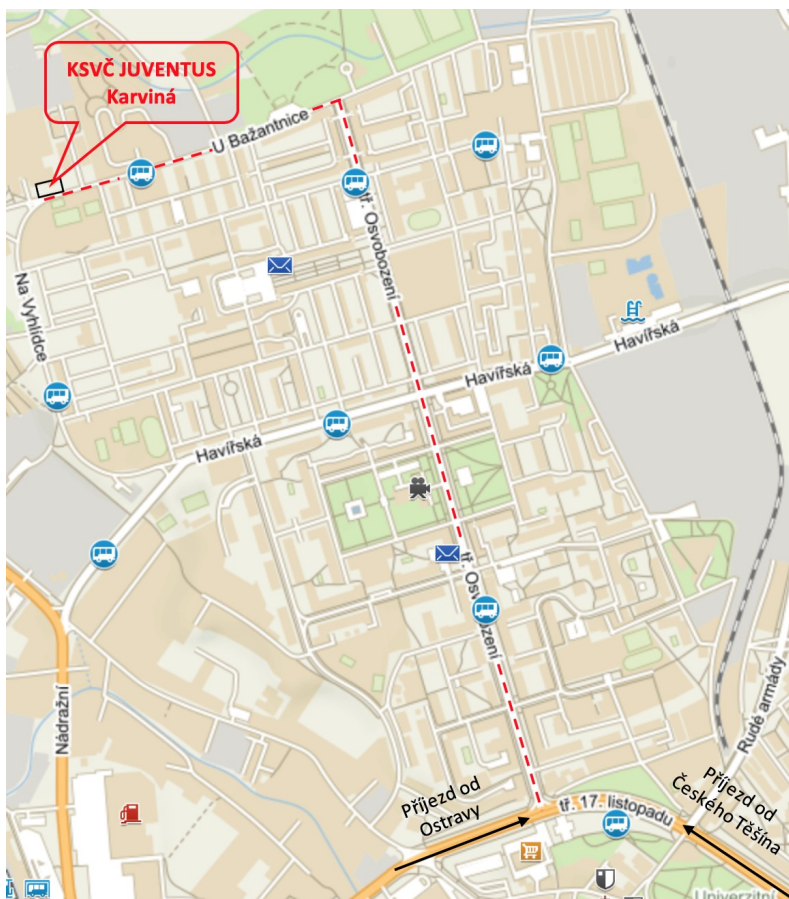 KSVČ JUVENTUS
Karviná
U Bažantnice
tř. Osvobození
Na Vyhlídce
Havířská
Havířská
Havířská
tř. Osvobození
Nádražní
Rudé armády
Příjezd od
Ostravy
tř. 17. listopadu
Příjezd od
Českého Těšína
Univerzitní